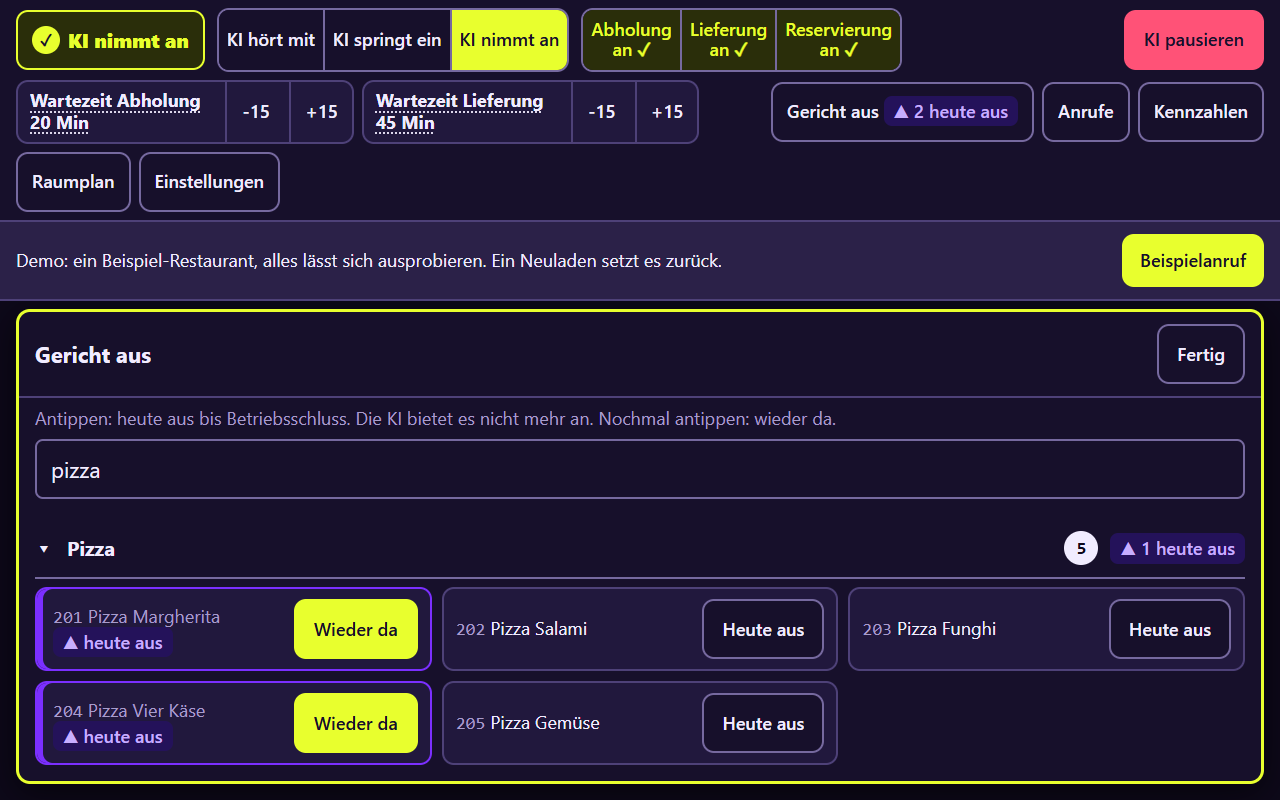 ✓ KI nimmt an
KI hört mit
KI springt ein
KI nimmt an
Abholung an ✓
Lieferung an ✓
Reservierung an ✓
KI pausieren
Wartezeit Abholung
20 Min
-15
+15
Wartezeit Lieferung
45 Min
-15
+15
Gericht aus ▲ 2 heute aus
Anrufe
Kennzahlen
Raumplan
Einstellungen
Demo: ein Beispiel-Restaurant, alles lässt sich ausprobieren. Ein Neuladen setzt es zurück.
Beispielanruf
Gericht aus
Fertig
Antippen: heute aus bis Betriebsschluss. Die KI bietet es nicht mehr an. Nochmal antippen: wieder da.
pizza
▼ Pizza
5
▲ 1 heute aus
201 Pizza Margherita
▲ heute aus
Wieder da
202 Pizza Salami
Heute aus
203 Pizza Funghi
Heute aus
204 Pizza Vier Käse
▲ heute aus
Wieder da
205 Pizza Gemüse
Heute aus